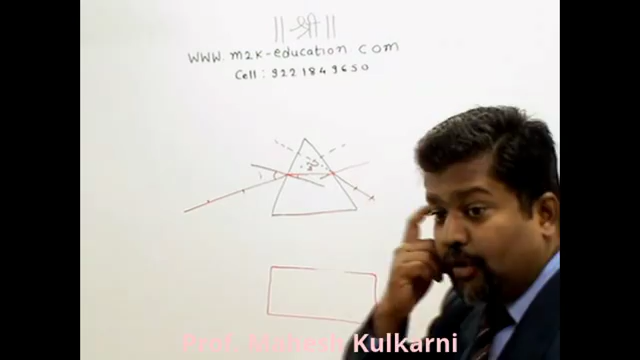 || श्री ||
WWW. m2k-education com
Cell : 9221849650
Prof. Mahesh Kulkarni